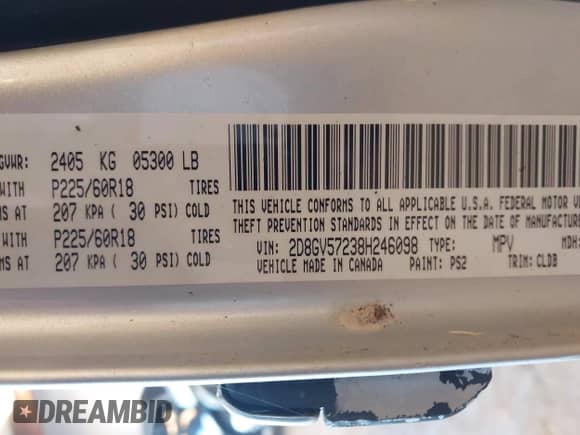 GVWR: 2405 KG 05300 LB
WITH P225/60R18 TIRES
MS AT 207 KPA ( 30 PSI) COLD
WITH P225/60R18 TIRES
MS AT 207 KPA ( 30 PSI) COLD
THIS VEHICLE CONFORMS TO ALL APPLICABLE U.S.A. FEDERAL MOTOR VE
THEFT PREVENTION STANDARDS IN EFFECT ON THE DATE OF MANUFACTUR
VIN: 2D8GV57238H246098 TYPE: MPV MDH:
VEHICLE MADE IN CANADA PAINT: PS2 TRIM: CLDB
DREAMBID